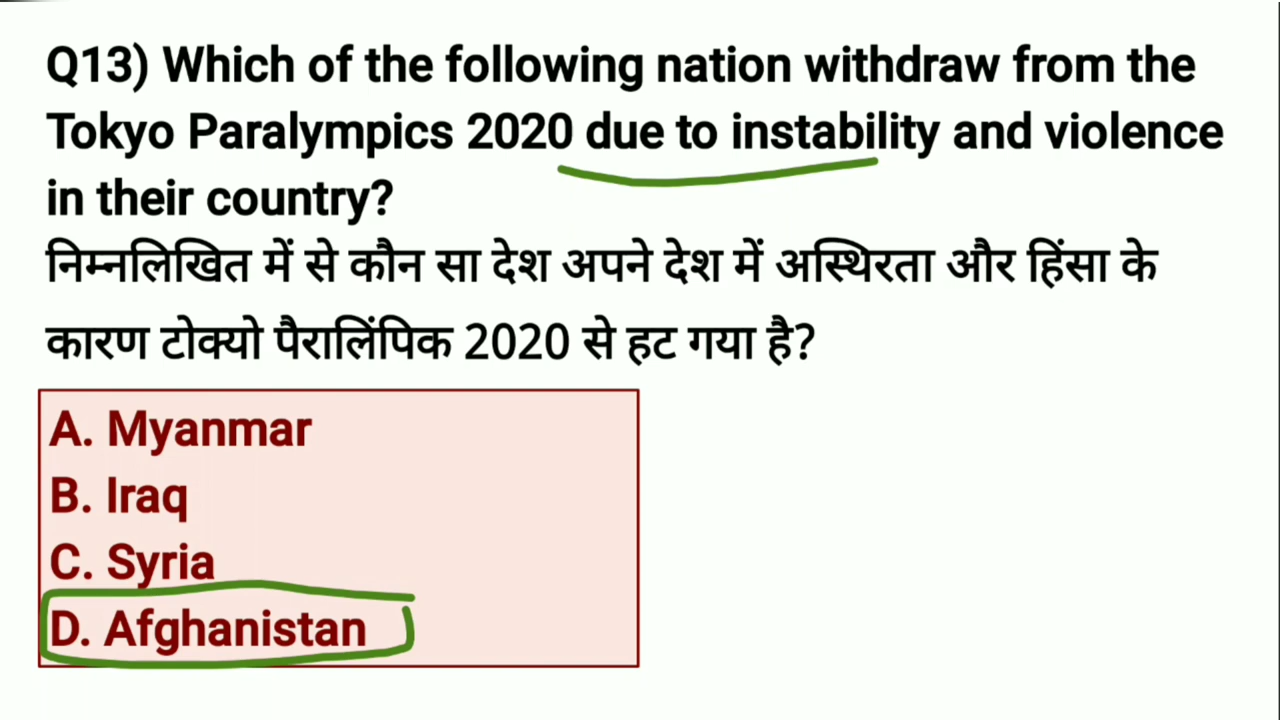 Q13) Which of the following nation withdraw from the
Tokyo Paralympics 2020 due to instability and violence
in their country?
निम्नलिखित में से कौन सा देश अपने देश में अस्थिरता और हिंसा के
कारण टोक्यो पैरालिंपिक 2020 से हट गया है?
A. Myanmar
B. Iraq
C. Syria
D. Afghanistan